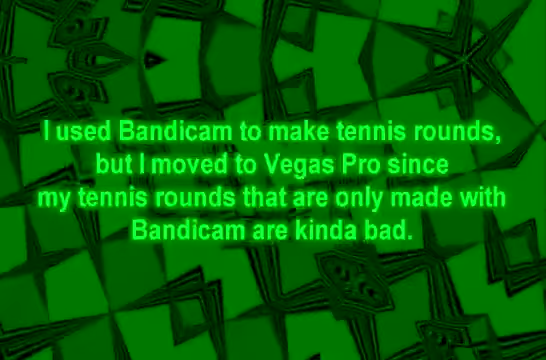 I used Bandicam to make tennis rounds,
but I moved to Vegas Pro since
my tennis rounds that are only made with
Bandicam are kinda bad.